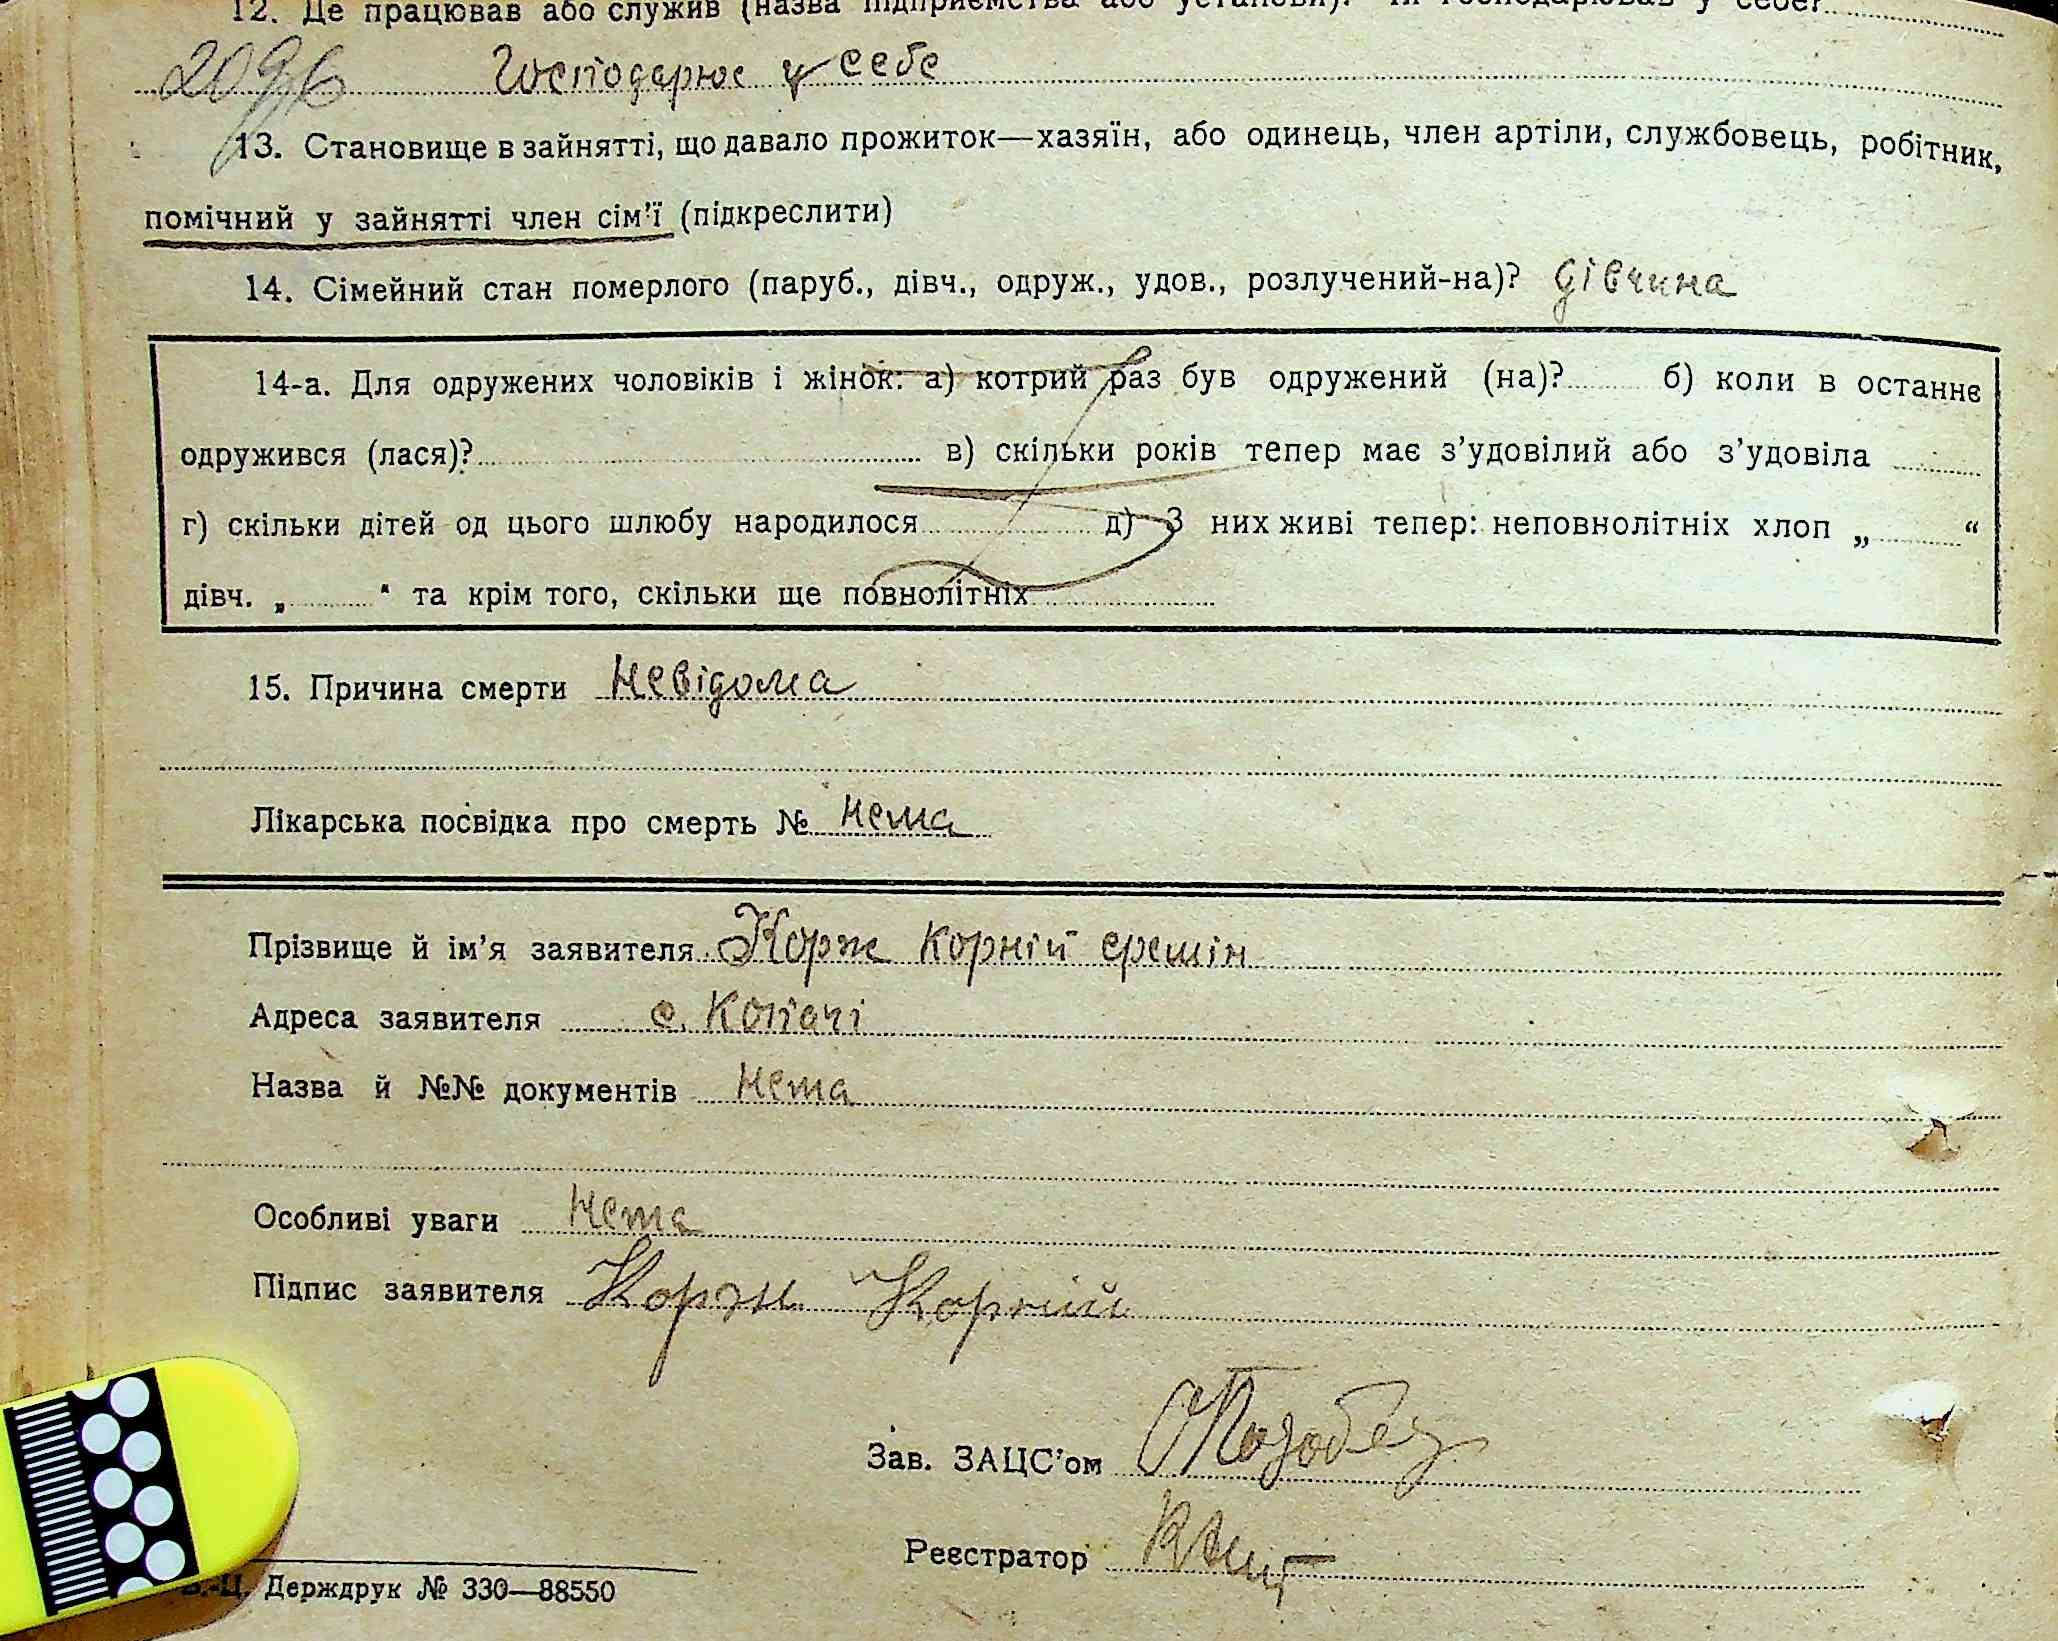 12. Де працював або служив (назва підприємства або установи)? Чи господарював у себе?
2096 Господарює у себе
13. Становище в зайнятті, що давало прожиток—хазяїн, або одинець, член артіли, службовець, робітник,
помічний у зайнятті член сім'ї (підкреслити)
14. Сімейний стан померлого (паруб., дівч., одруж., удов., розлучений-на)? дівчина
14-а. Для одружених чоловіків і жінок: а) котрий раз був одружений (на)? б) коли в останнє
одружився (лася)? в) скільки років тепер має з'удовілий або з'удовіла
г) скільки дітей од цього шлюбу народилося д) З них живі тепер: неповнолітніх хлоп „ “
дівч. „ “ та крім того, скільки ще повнолітніх
15. Причина смерти Невідома
Лікарська посвідка про смерть № нема
Прізвище й ім'я заявителя Корж Корній
Адреса заявителя с. Копачі
Назва й №№ документів нема
Особливі уваги нема
Підпис заявителя Корж Корній
Зав. ЗАЦС'ом
Реєстратор
Держдрук № 330—88550